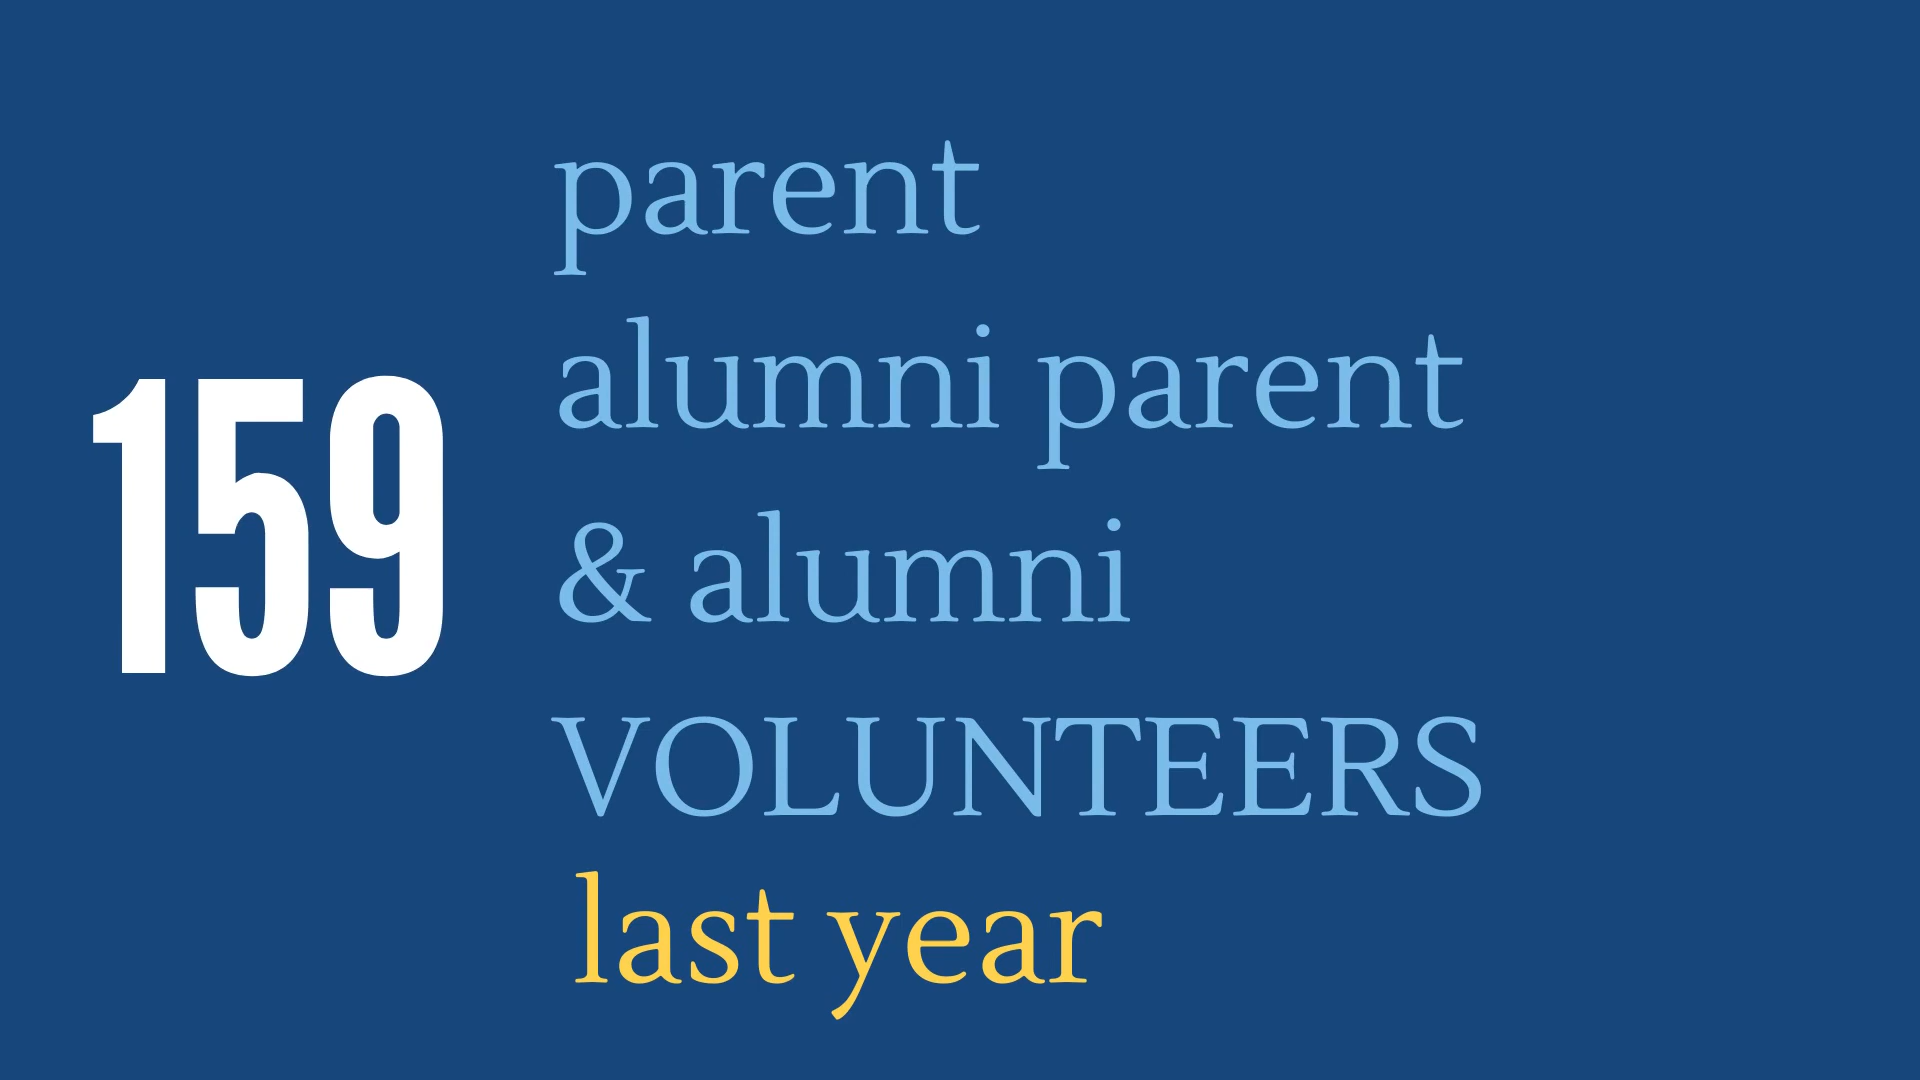 159
parent
alumni parent
& alumni
VOLUNTEERS
last year